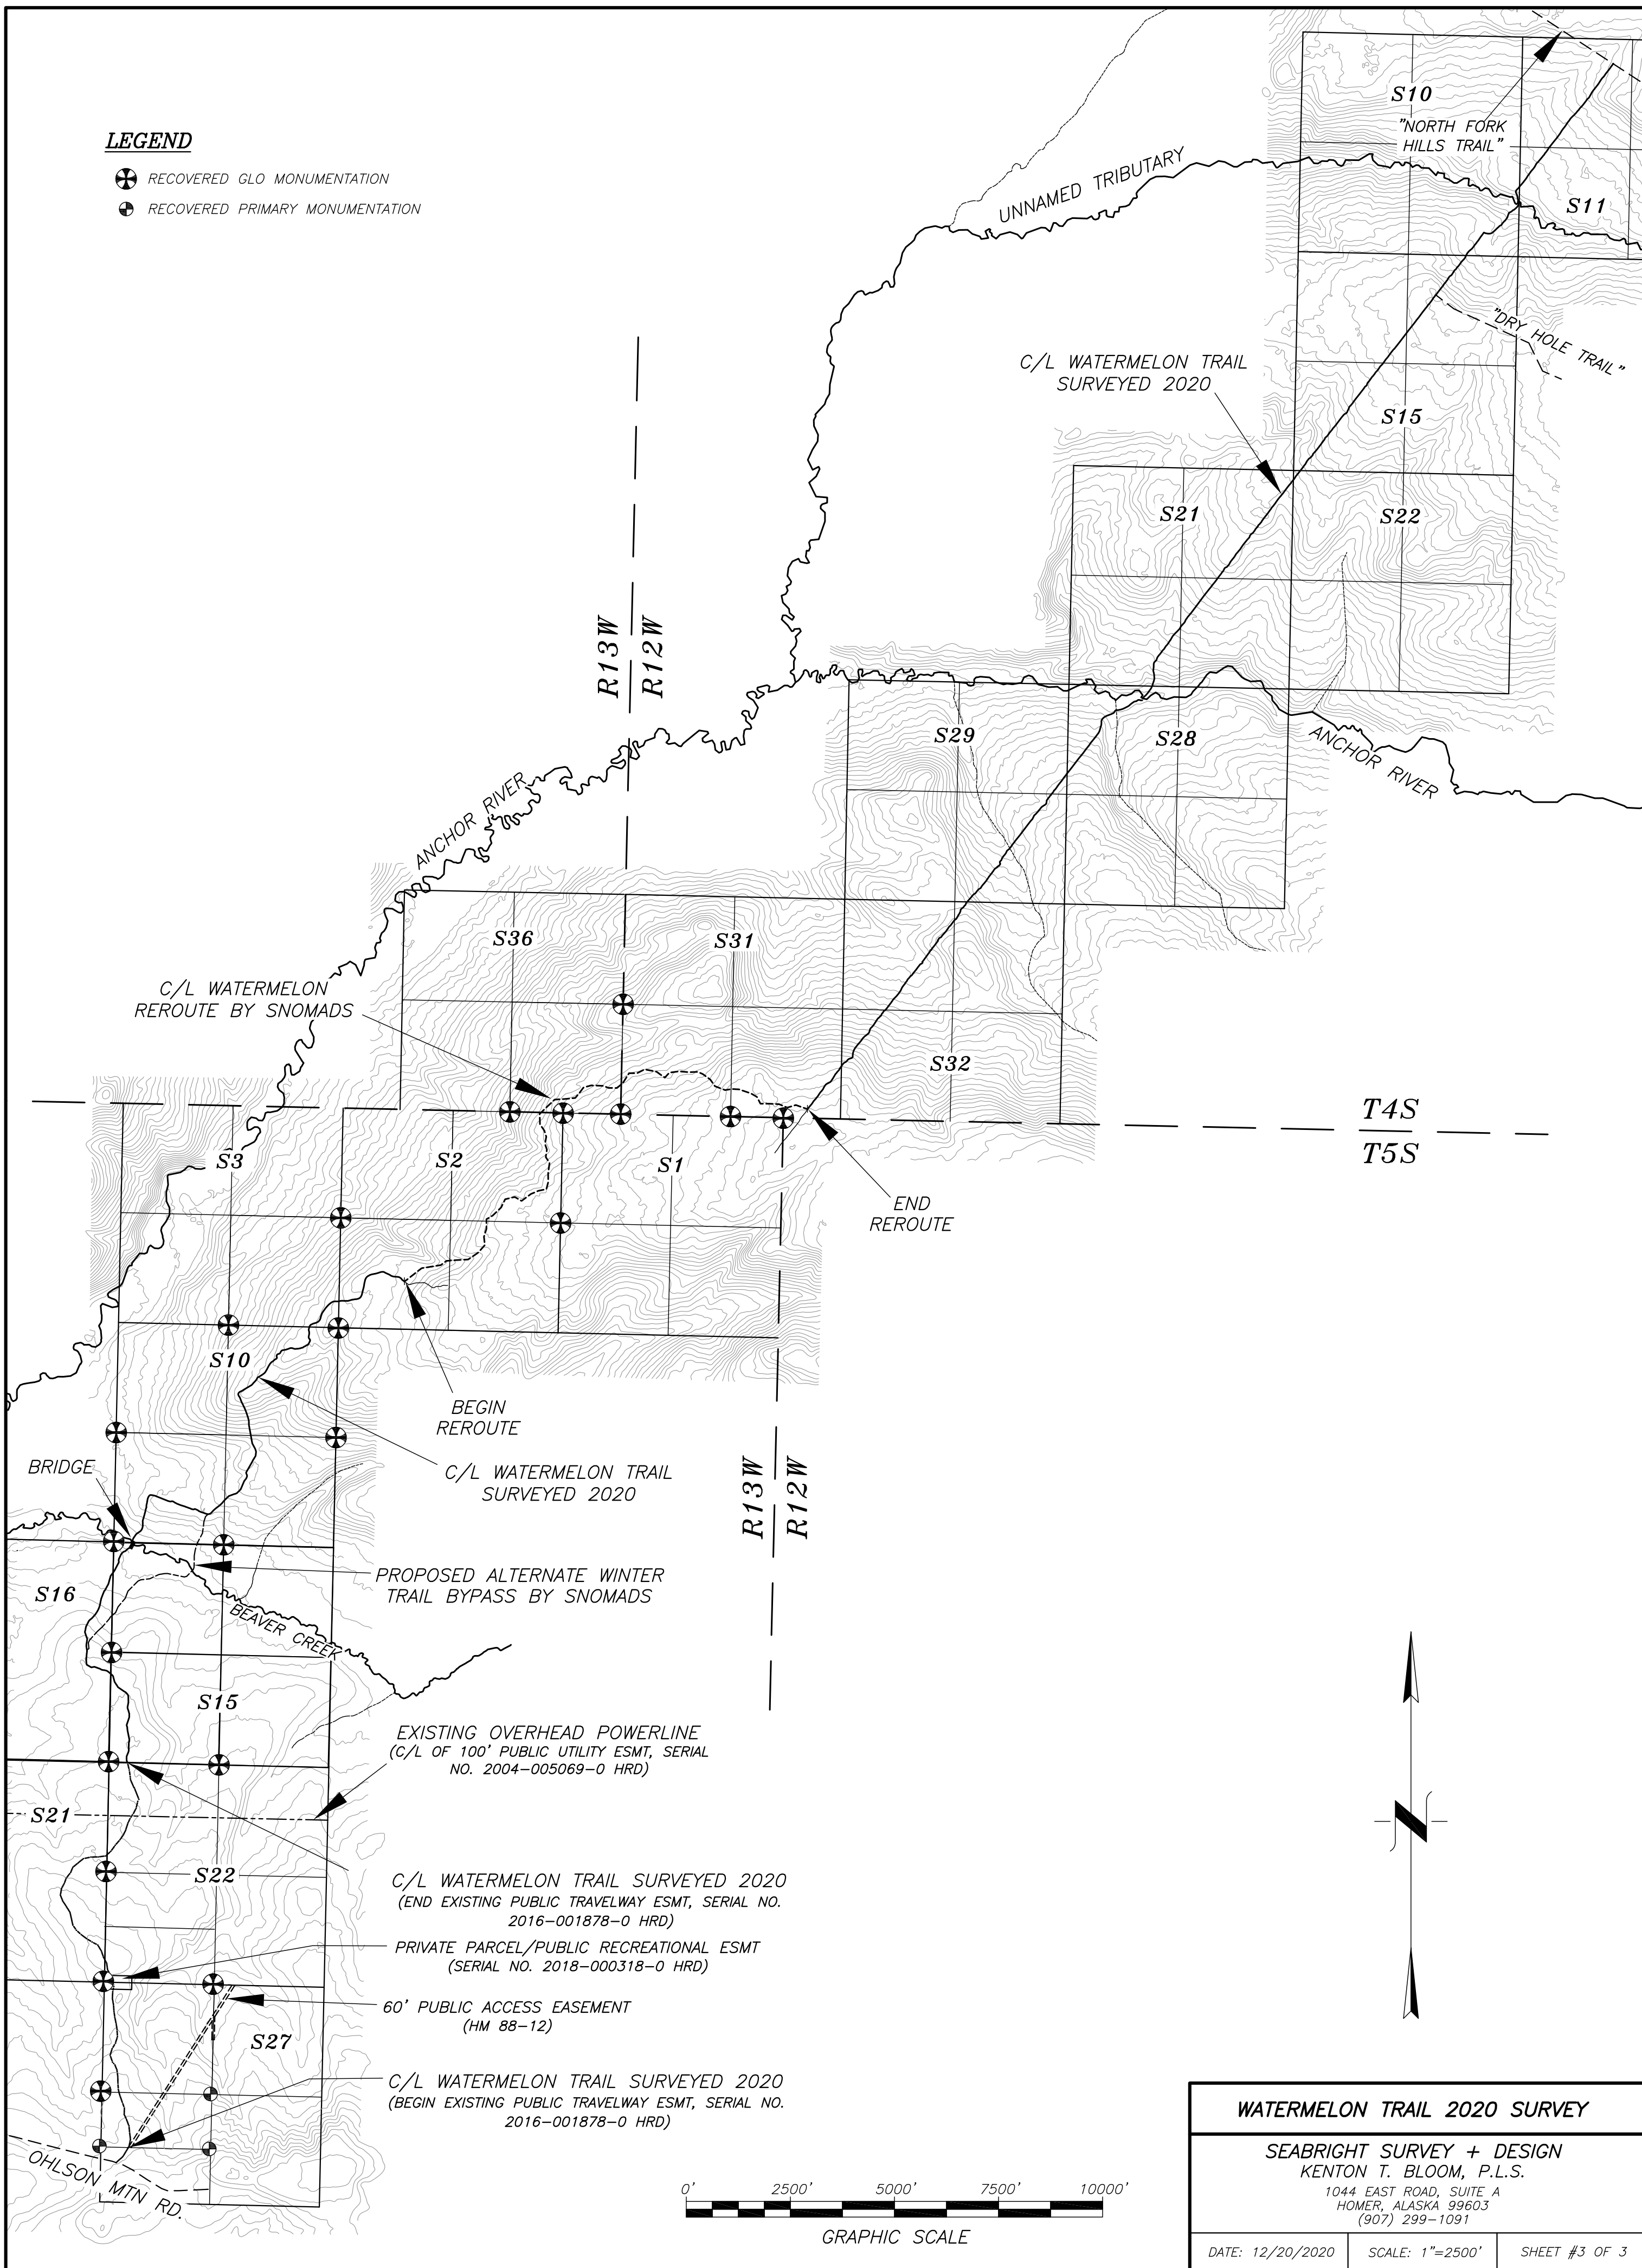 LEGEND
RECOVERED GLO MONUMENTATION
RECOVERED PRIMARY MONUMENTATION
S10
"NORTH FORK
HILLS TRAIL"
UNNAMED TRIBUTARY
S11
"DRY HOLE TRAIL"
C/L WATERMELON TRAIL
SURVEYED 2020
S15
S21
S22
R13W
R12W
S29
S28
ANCHOR RIVER
ANCHOR RIVER
S36
S31
C/L WATERMELON
REROUTE BY SNOMADS
S32
T4S
T5S
S3
S2
S1
END
REROUTE
S10
BEGIN
REROUTE
BRIDGE
C/L WATERMELON TRAIL
SURVEYED 2020
R13W
R12W
PROPOSED ALTERNATE WINTER
TRAIL BYPASS BY SNOMADS
S16
BEAVER CREEK
S15
EXISTING OVERHEAD POWERLINE
(C/L OF 100' PUBLIC UTILITY ESMT, SERIAL
NO. 2004-005069-0 HRD)
S21
S22
C/L WATERMELON TRAIL SURVEYED 2020
(END EXISTING PUBLIC TRAVELWAY ESMT, SERIAL NO.
2016-001878-0 HRD)
PRIVATE PARCEL/PUBLIC RECREATIONAL ESMT
(SERIAL NO. 2018-000318-0 HRD)
60' PUBLIC ACCESS EASEMENT
(HM 88-12)
S27
C/L WATERMELON TRAIL SURVEYED 2020
(BEGIN EXISTING PUBLIC TRAVELWAY ESMT, SERIAL NO.
2016-001878-0 HRD)
OHLSON MTN RD.
0' 2500' 5000' 7500' 10000'
GRAPHIC SCALE
N
WATERMELON TRAIL 2020 SURVEY
SEABRIGHT SURVEY + DESIGN
KENTON T. BLOOM, P.L.S.
1044 EAST ROAD, SUITE A
HOMER, ALASKA 99603
(907) 299-1091
DATE: 12/20/2020 SCALE: 1"=2500' SHEET #3 OF 3